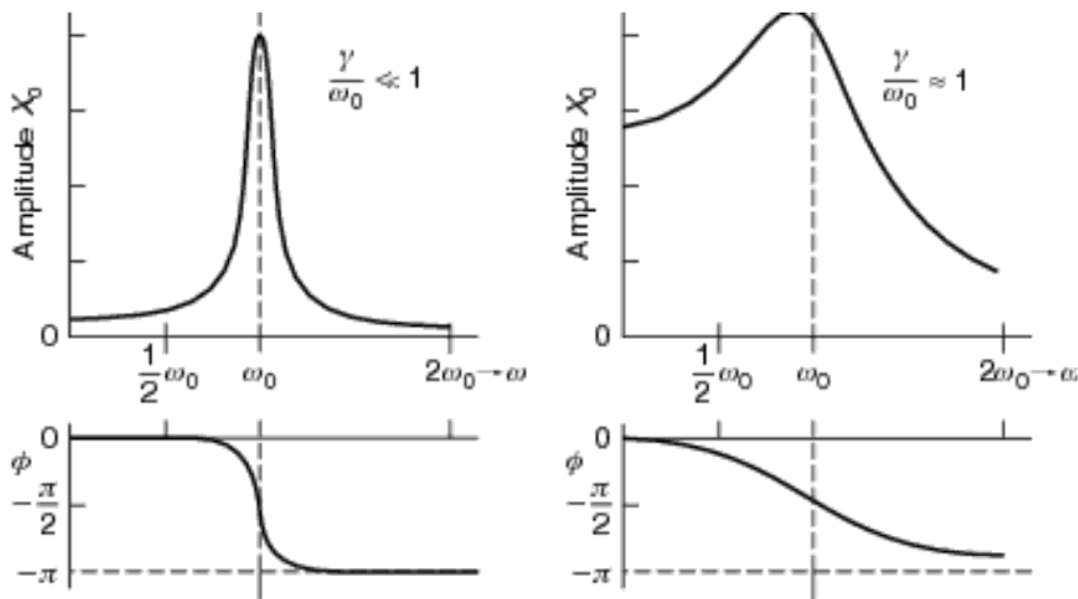 Amplitude X₀
γ/ω₀ ≪ 1
0
1/2 ω₀
ω₀
2ω₀→ω
0
ϕ
−π/2
−π
Amplitude X₀
γ/ω₀ ≈ 1
0
1/2 ω₀
ω₀
2ω₀→ω
0
ϕ
−π/2
−π